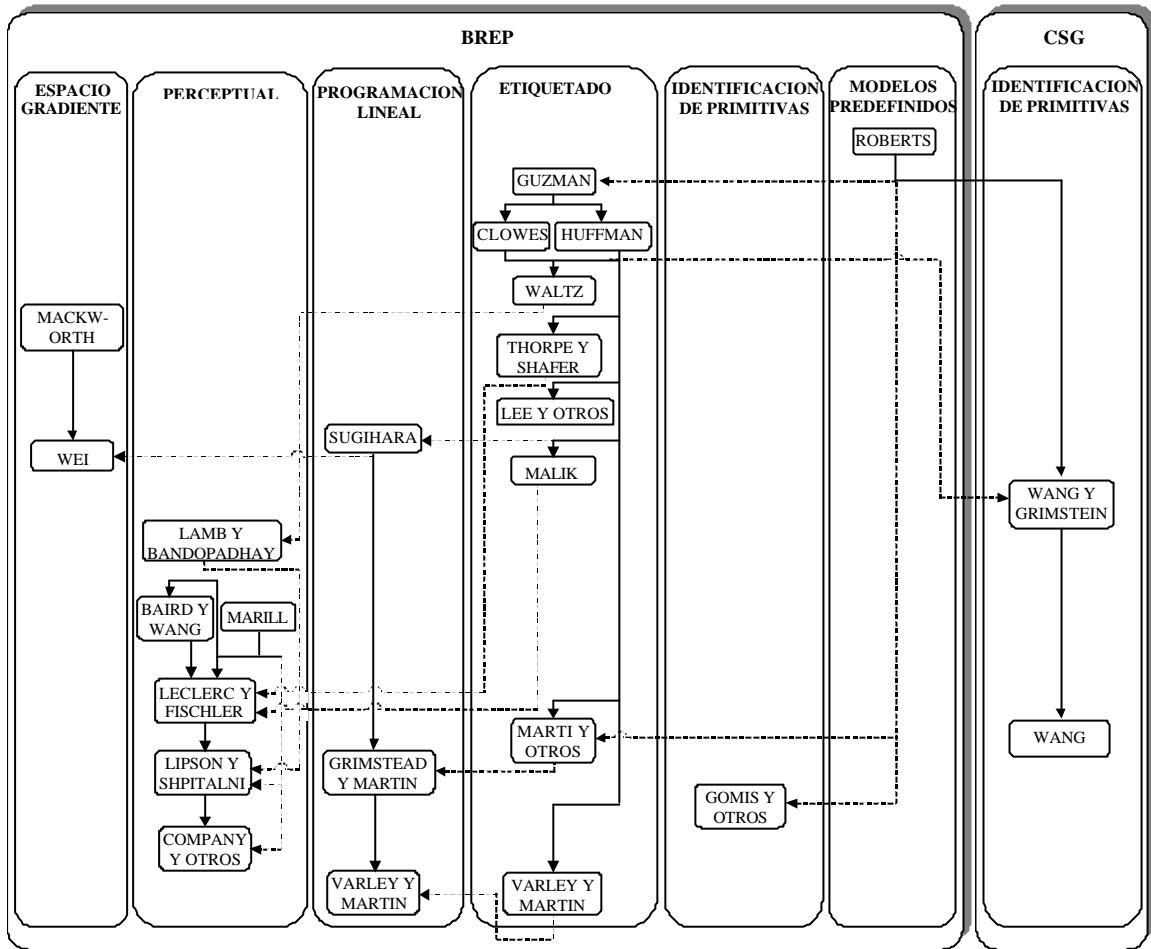 BREP
CSG
ESPACIO
GRADIENTE
PERCEPTUAL
PROGRAMACION
LINEAL
ETIQUETADO
IDENTIFICACION
DE PRIMITIVAS
MODELOS
PREDEFINIDOS
IDENTIFICACION
DE PRIMITIVAS
ROBERTS
GUZMAN
CLOWES
HUFFMAN
WALTZ
MACKW-
ORTH
THORPE Y
SHAFER
LEE Y OTROS
SUGIHARA
WEI
MALIK
WANG Y
GRIMSTEIN
LAMB Y
BANDOPADHAY
BAIRD Y
WANG
MARILL
LECLERC Y
FISCHLER
MARTI Y
OTROS
WANG
LIPSON Y
SHPITALNI
GRIMSTEAD
Y MARTIN
GOMIS Y
OTROS
COMPANY
Y OTROS
VARLEY Y
MARTIN
VARLEY Y
MARTIN